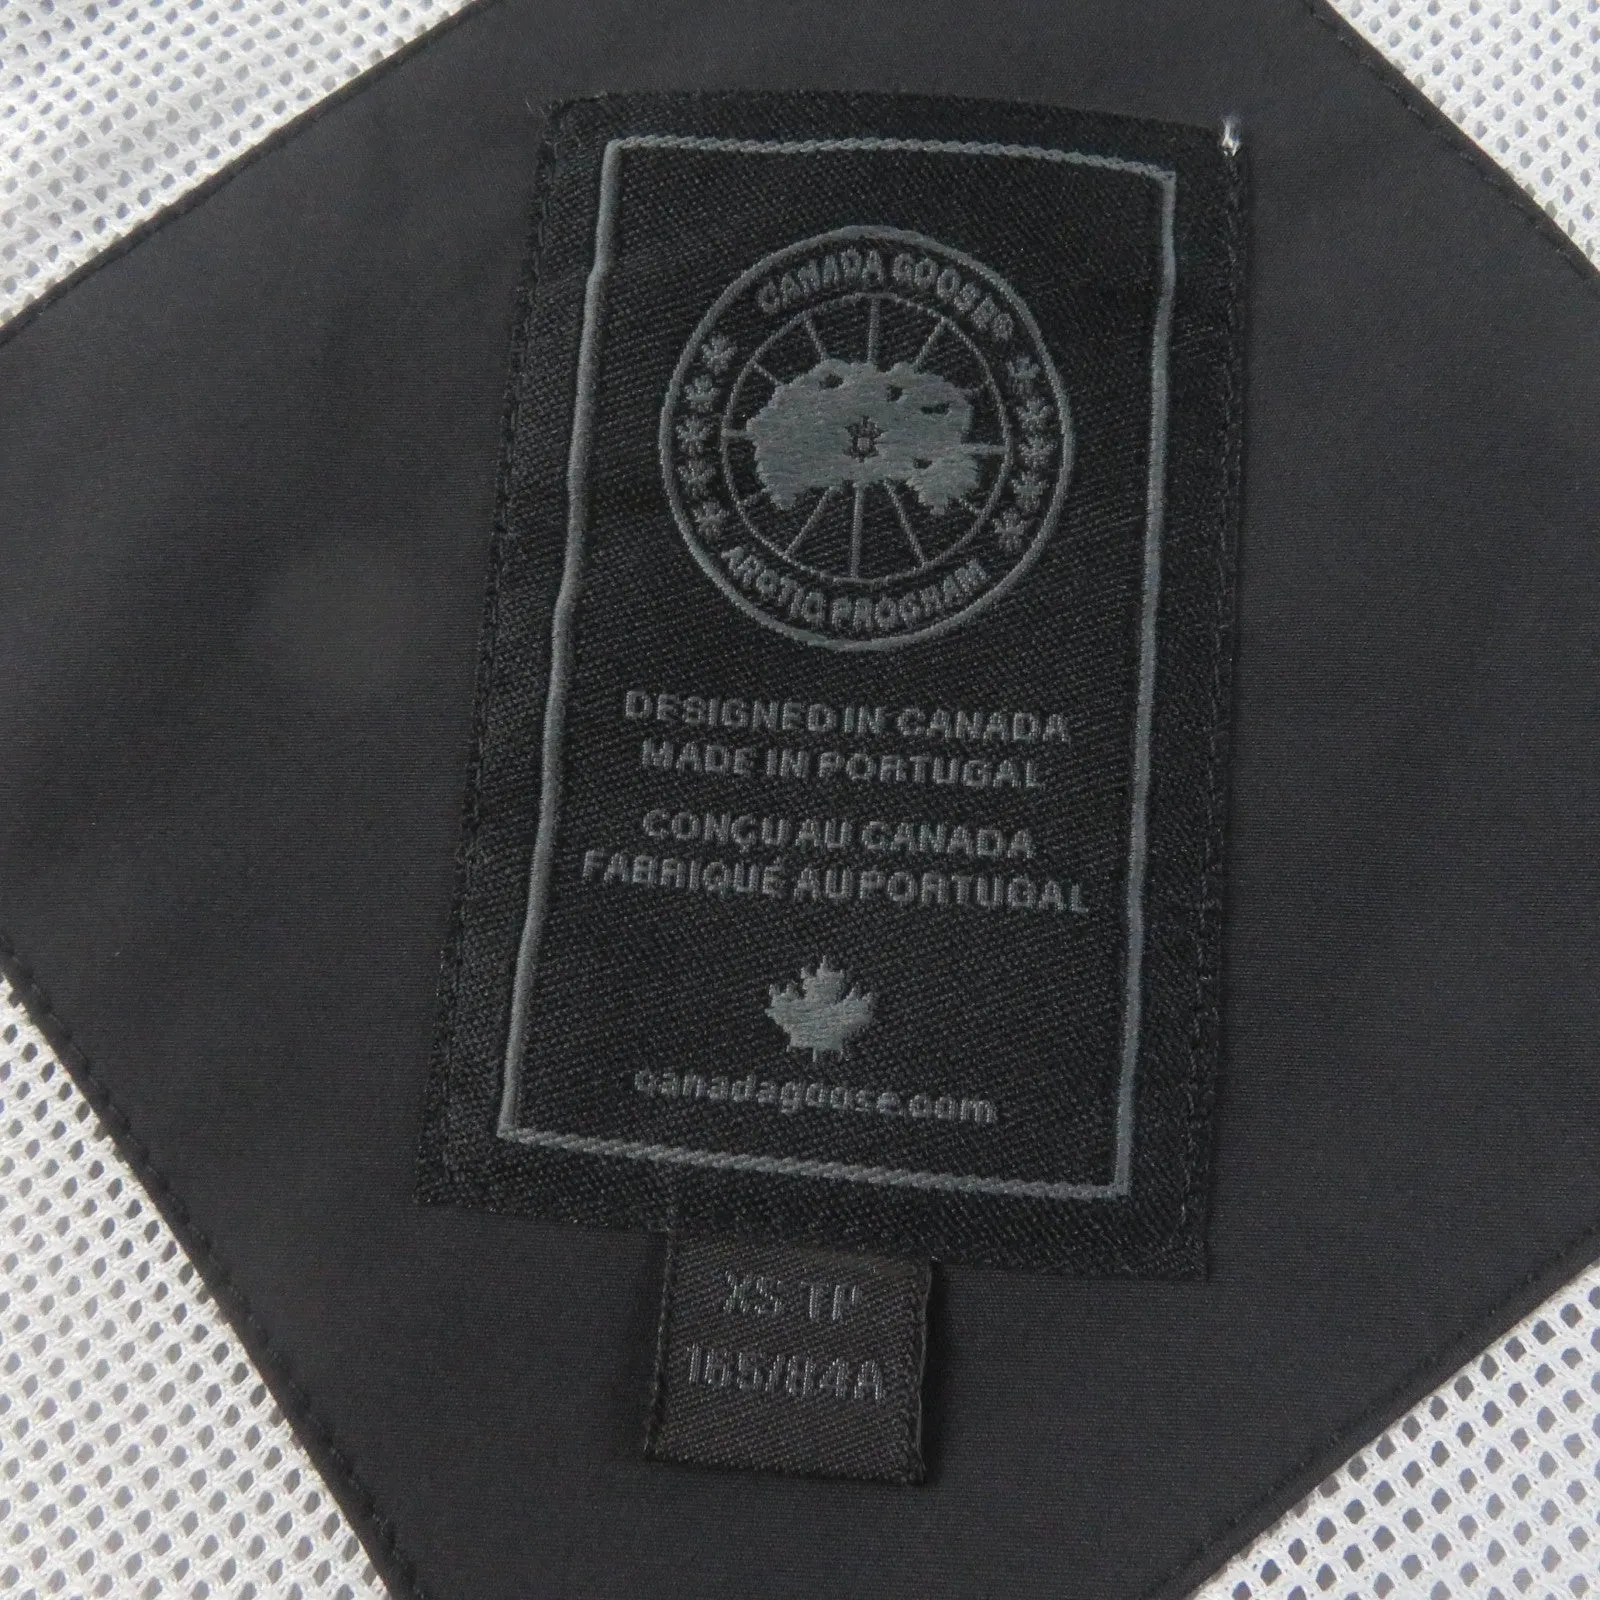 CANADA GOOSE®
ARCTIC PROGRAM
DESIGNED IN CANADA
MADE IN PORTUGAL
CONÇU AU CANADA
FABRIQUÉ AU PORTUGAL
canadagoose.com
XS TP
165/84A